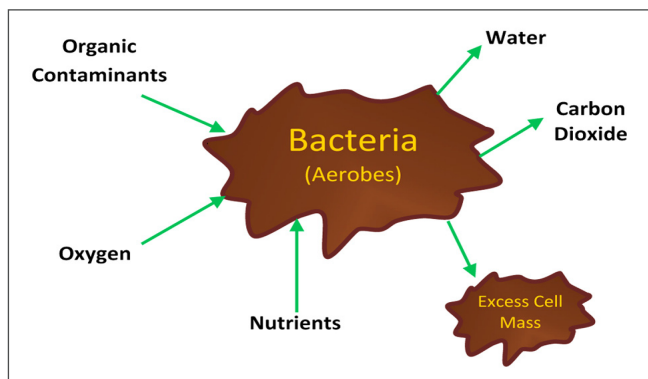 Organic
Contaminants
Water
Carbon
Dioxide
Bacteria
(Aerobes)
Oxygen
Nutrients
Excess Cell
Mass